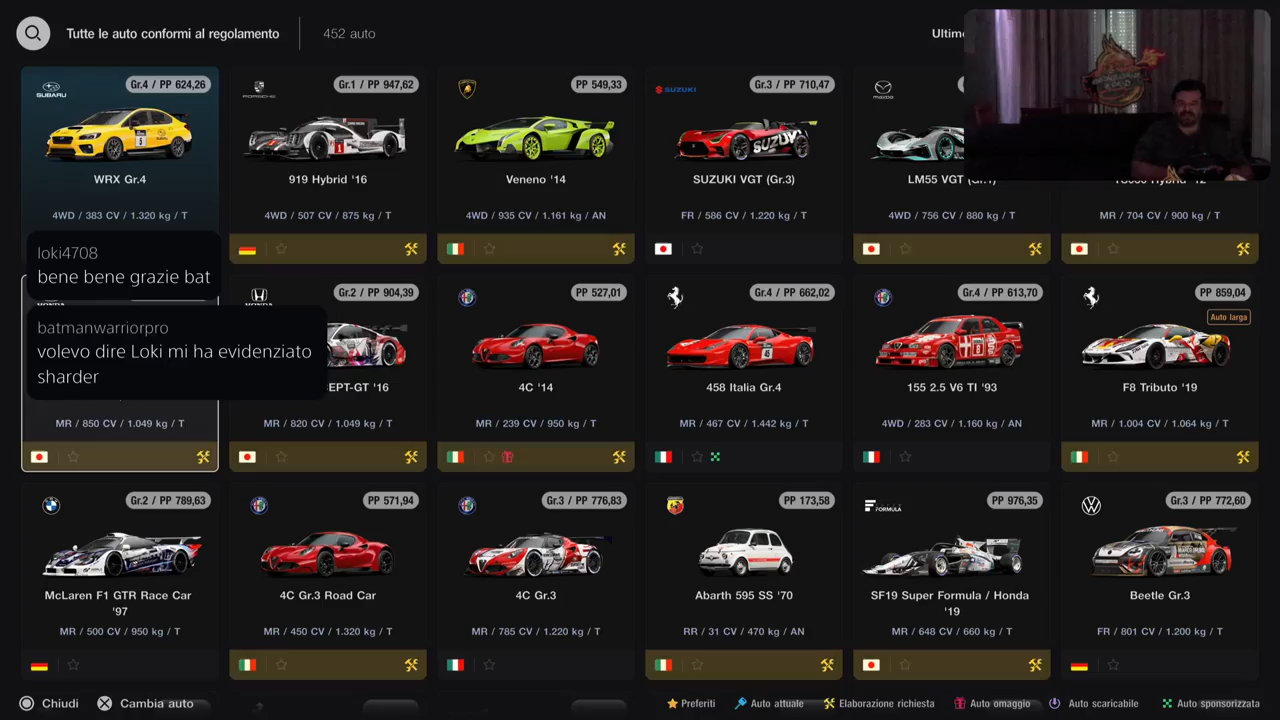 Tutte le auto conformi al regolamento
452 auto
Ultimo
SUBARU
Gr.4 / PP 624,26
WRX Gr.4
4WD / 383 CV / 1.320 kg / T
PORSCHE
Gr.1 / PP 947,62
919 Hybrid '16
4WD / 507 CV / 875 kg / T
PP 549,33
Veneno '14
4WD / 935 CV / 1.161 kg / AN
SUZUKI
Gr.3 / PP 710,47
SUZUKI VGT (Gr.3)
FR / 586 CV / 1.220 kg / T
mazda
LM55 VGT (Gr.1)
4WD / 756 CV / 880 kg / T
MR / 704 CV / 900 kg / T
loki4708
bene bene grazie bat
batmanwarriorpro
volevo dire Loki mi ha evidenziato
sharder
MR / 850 CV / 1.049 kg / T
HONDA
Gr.2 / PP 904,39
EPT-GT '16
MR / 820 CV / 1.049 kg / T
PP 527,01
4C '14
MR / 239 CV / 950 kg / T
Gr.4 / PP 662,02
458 Italia Gr.4
MR / 467 CV / 1.442 kg / T
Gr.4 / PP 613,70
155 2.5 V6 TI '93
4WD / 283 CV / 1.160 kg / AN
PP 859,04
Auto larga
F8 Tributo '19
MR / 1.004 CV / 1.064 kg / T
Gr.2 / PP 789,63
McLaren F1 GTR Race Car
'97
MR / 500 CV / 950 kg / T
PP 571,94
4C Gr.3 Road Car
MR / 450 CV / 1.320 kg / T
Gr.3 / PP 776,83
4C Gr.3
MR / 785 CV / 1.220 kg / T
PP 173,58
Abarth 595 SS '70
RR / 31 CV / 470 kg / AN
FORMULA
PP 976,35
SF19 Super Formula / Honda
'19
MR / 648 CV / 660 kg / T
Gr.3 / PP 772,60
Beetle Gr.3
FR / 801 CV / 1.200 kg / T
Chiudi
Cambia auto
Preferiti
Auto attuale
Elaborazione richiesta
Auto omaggio
Auto scaricabile
Auto sponsorizzata